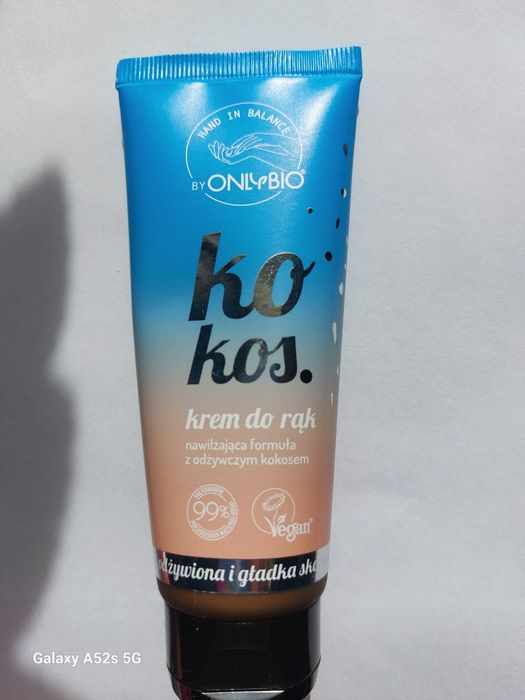 HAND IN BALANCE
BY ONLYBIO®
ko
kos.
krem do rąk
nawilżająca formuła
z odżywczym kokosem
99%
Vegan
odżywiona i gładka
Galaxy A52s 5G